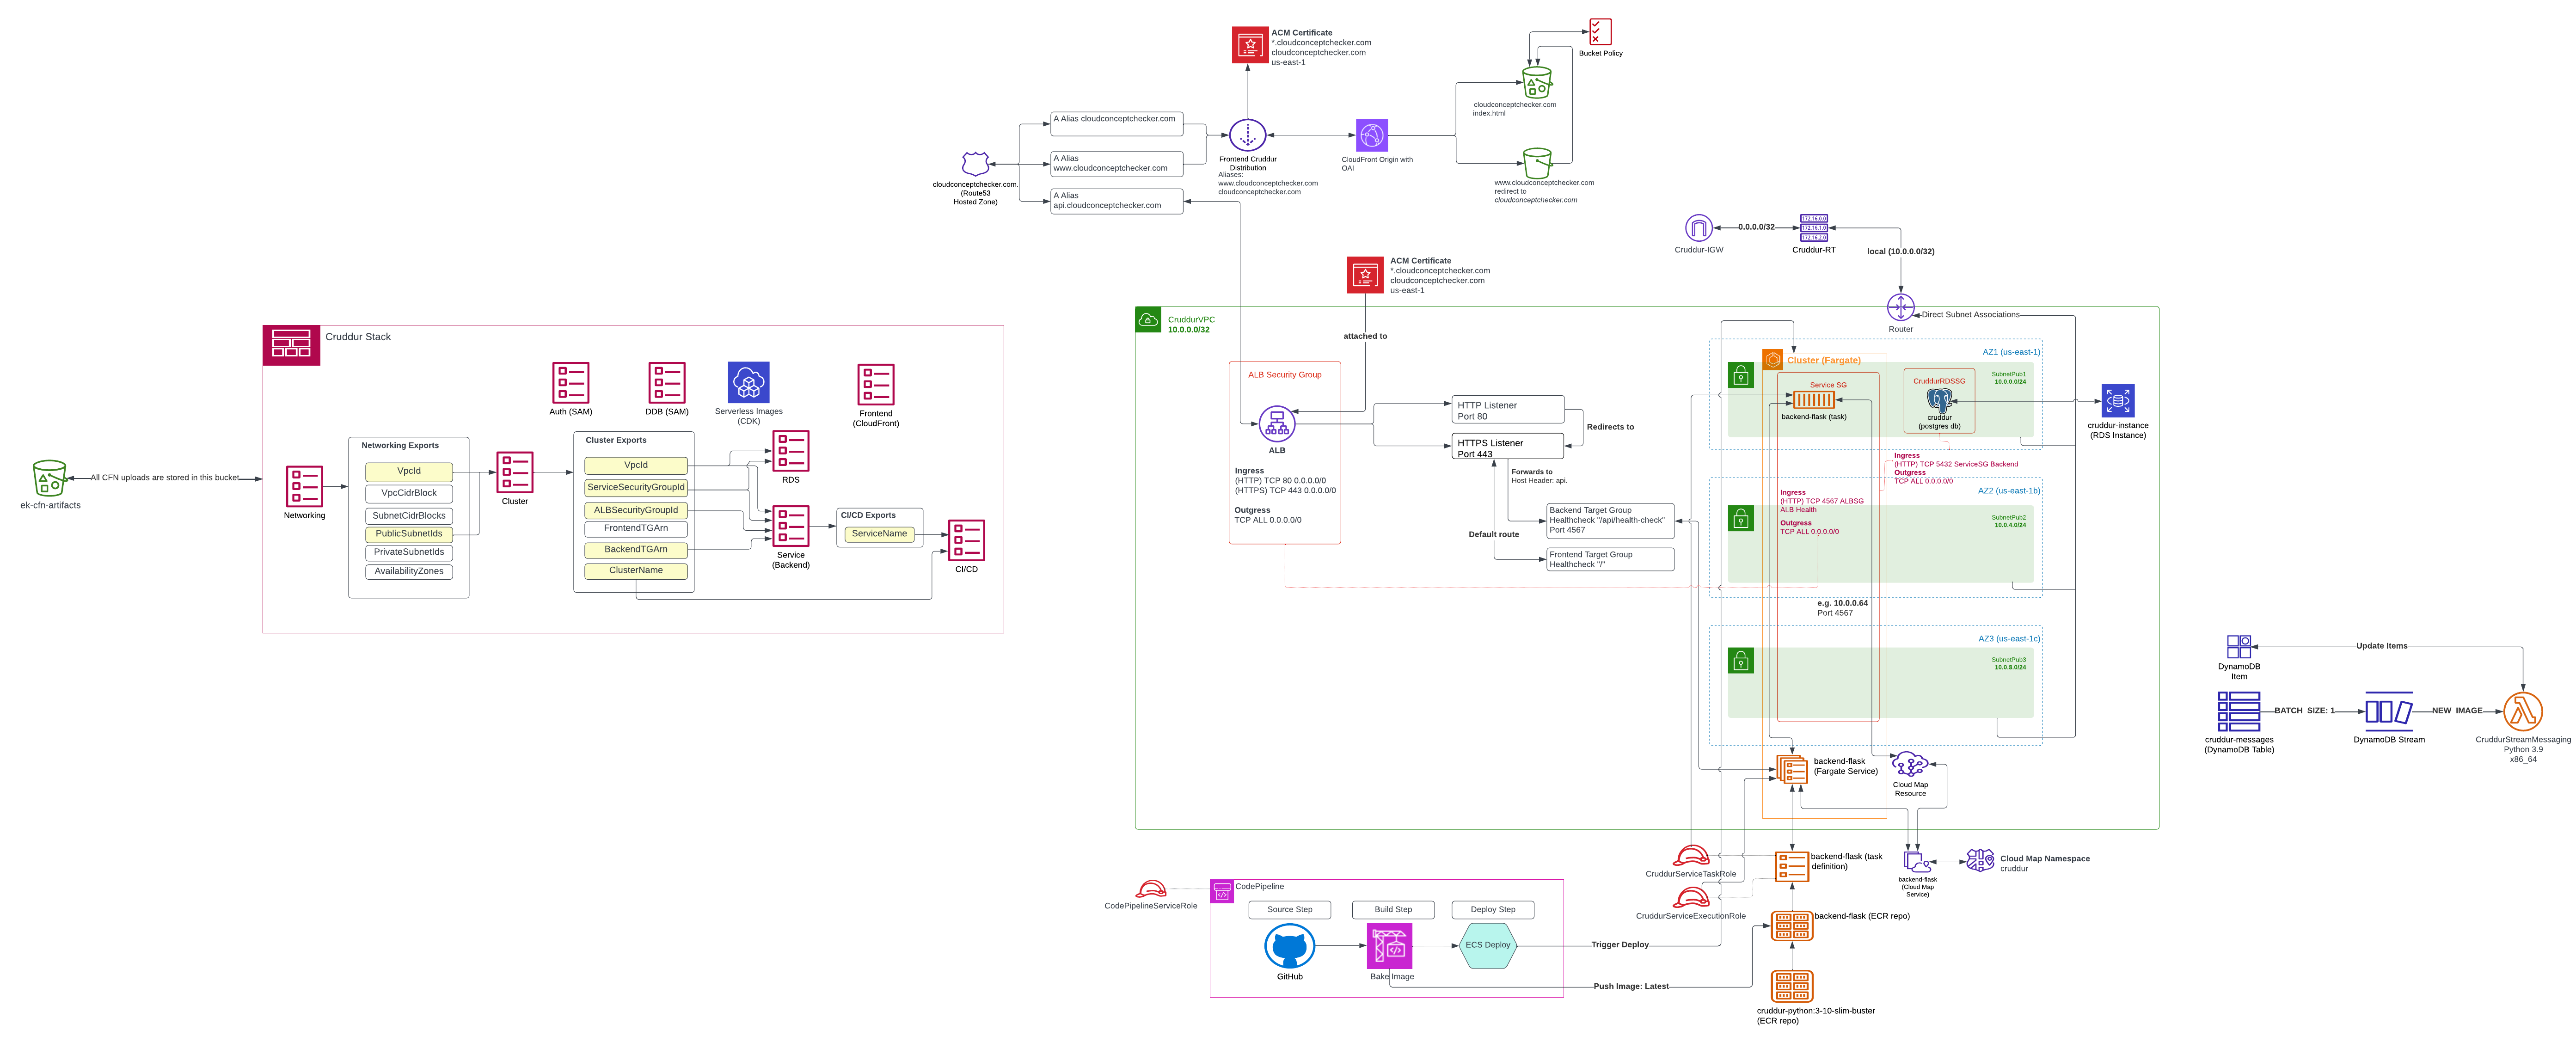 ACM Certificate
*.cloudconceptchecker.com
cloudconceptchecker.com
us-east-1
Bucket Policy
cloudconceptchecker.com
index.html
A Alias cloudconceptchecker.com
A Alias
www.cloudconceptchecker.com
A Alias
api.cloudconceptchecker.com
cloudconceptchecker.com.
(Route53
Hosted Zone)
Frontend Cruddur
Distribution
Aliases:
www.cloudconceptchecker.com
cloudconceptchecker.com
CloudFront Origin with
OAI
www.cloudconceptchecker.com
redirect to
cloudconceptchecker.com
Cruddur-IGW
0.0.0.0/32
172.16.0.0
172.16.1.0
172.16.2.0
Cruddur-RT
local (10.0.0.0/32)
ACM Certificate
*.cloudconceptchecker.com
cloudconceptchecker.com
us-east-1
attached to
Router
Direct Subnet Associations
ek-cfn-artifacts
All CFN uploads are stored in this bucket
Cruddur Stack
Auth (SAM)
DDB (SAM)
Serverless Images
(CDK)
Frontend
(CloudFront)
Networking
Networking Exports
VpcId
VpcCidrBlock
SubnetCidrBlocks
PublicSubnetIds
PrivateSubnetIds
AvailabilityZones
Cluster
Cluster Exports
VpcId
ServiceSecurityGroupId
ALBSecurityGroupId
FrontendTGArn
BackendTGArn
ClusterName
RDS
Service
(Backend)
CI/CD Exports
ServiceName
CI/CD
CruddurVPC
10.0.0.0/32
ALB Security Group
ALB
Ingress
(HTTP) TCP 80 0.0.0.0/0
(HTTPS) TCP 443 0.0.0.0/0
Outgress
TCP ALL 0.0.0.0/0
HTTP Listener
Port 80
HTTPS Listener
Port 443
Redirects to
Forwards to
Host Header: api.
Default route
Backend Target Group
Healthcheck "/api/health-check"
Port 4567
Frontend Target Group
Healthcheck "/"
AZ1 (us-east-1)
Cluster (Fargate)
SubnetPub1
10.0.0.0/24
Service SG
backend-flask (task)
CruddurRDSSG
cruddur
(postgres db)
cruddur-instance
(RDS Instance)
Ingress
(HTTP) TCP 5432 ServiceSG Backend
Outgress
TCP ALL 0.0.0.0/0
AZ2 (us-east-1b)
Ingress
(HTTP) TCP 4567 ALBSG
ALB Health
Outgress
TCP ALL 0.0.0.0/0
SubnetPub2
10.0.4.0/24
e.g. 10.0.0.64
Port 4567
AZ3 (us-east-1c)
SubnetPub3
10.0.8.0/24
backend-flask
(Fargate Service)
Cloud Map
Resource
CruddurServiceTaskRole
CruddurServiceExecutionRole
backend-flask (task
definition)
backend-flask
(Cloud Map
Service)
Cloud Map Namespace
cruddur
backend-flask (ECR repo)
cruddur-python:3-10-slim-buster
(ECR repo)
CodePipelineServiceRole
CodePipeline
Source Step
Build Step
Deploy Step
GitHub
Bake Image
ECS Deploy
Trigger Deploy
Push Image: Latest
DynamoDB
Item
Update Items
cruddur-messages
(DynamoDB Table)
BATCH_SIZE: 1
DynamoDB Stream
NEW_IMAGE
CruddurStreamMessaging
Python 3.9
x86_64